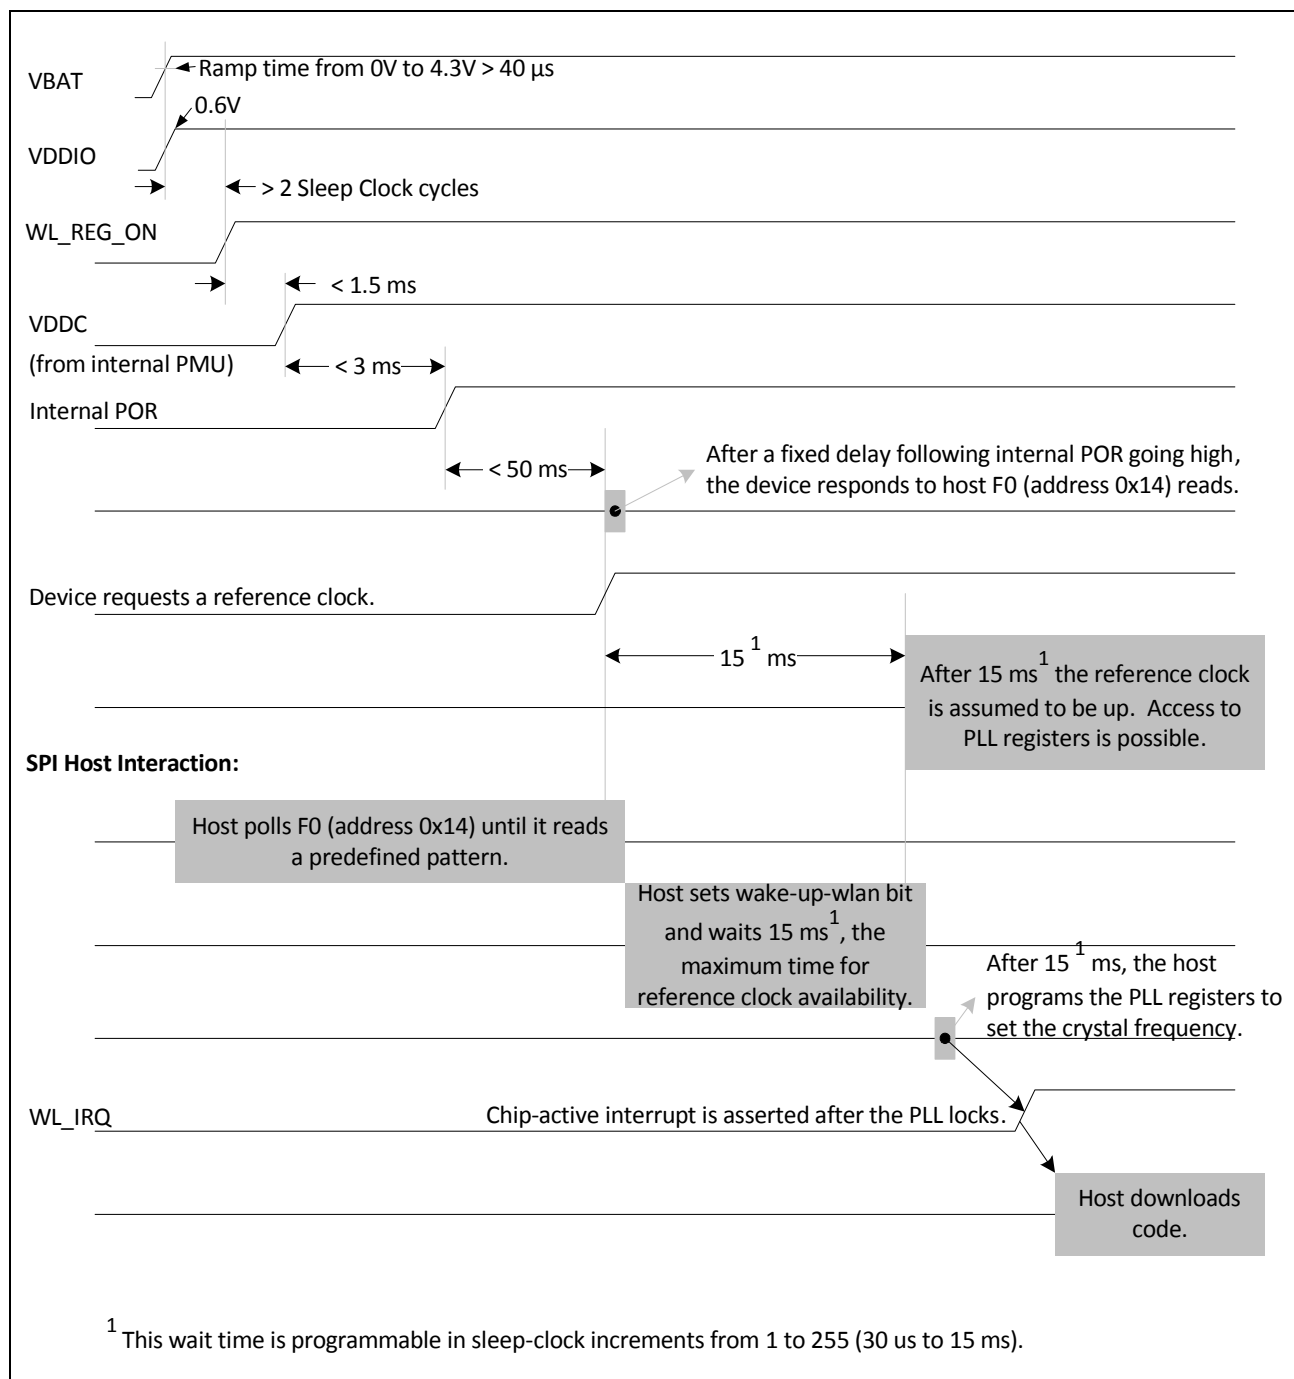 VBAT
Ramp time from 0V to 4.3V > 40 µs
0.6V
VDDIO
> 2 Sleep Clock cycles
WL_REG_ON
< 1.5 ms
VDDC
(from internal PMU)
< 3 ms
Internal POR
< 50 ms
After a fixed delay following internal POR going high,
the device responds to host F0 (address 0x14) reads.
Device requests a reference clock.
15 1 ms
After 15 ms1 the reference clock
is assumed to be up. Access to
PLL registers is possible.
SPI Host Interaction:
Host polls F0 (address 0x14) until it reads
a predefined pattern.
Host sets wake-up-wlan bit
and waits 15 ms1, the
maximum time for
reference clock availability.
After 15 1 ms, the host
programs the PLL registers to
set the crystal frequency.
WL_IRQ
Chip-active interrupt is asserted after the PLL locks.
Host downloads
code.
1 This wait time is programmable in sleep-clock increments from 1 to 255 (30 us to 15 ms).